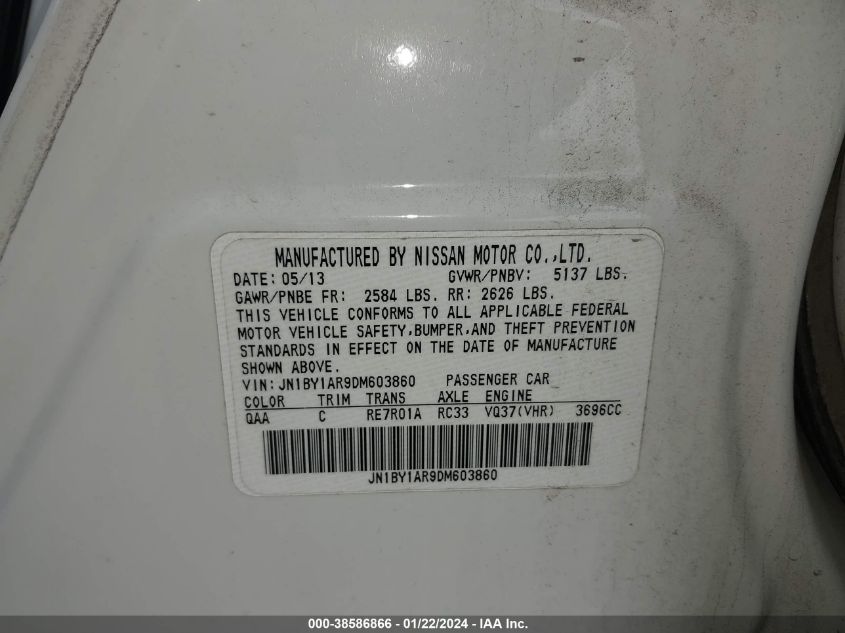 MANUFACTURED BY NISSAN MOTOR CO.,LTD.
DATE: 05/13 GVWR/PNBV: 5137 LBS.
GAWR/PNBE FR: 2584 LBS. RR: 2626 LBS.
THIS VEHICLE CONFORMS TO ALL APPLICABLE FEDERAL
MOTOR VEHICLE SAFETY,BUMPER,AND THEFT PREVENTION
STANDARDS IN EFFECT ON THE DATE OF MANUFACTURE
SHOWN ABOVE.
VIN: JN1BY1AR9DM603860 PASSENGER CAR
COLOR TRIM TRANS AXLE ENGINE
QAA C RE7R01A RC33 VQ37(VHR) 3696CC
JN1BY1AR9DM603860
000-38586866 - 01/22/2024 - IAA Inc.